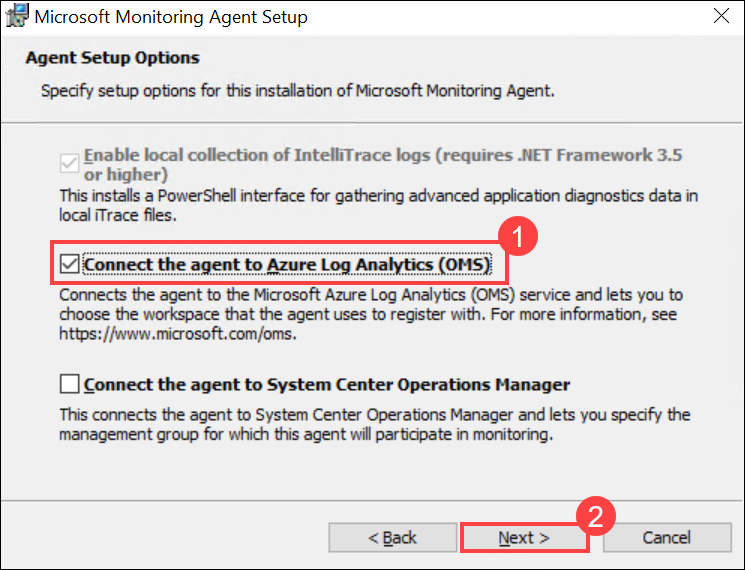 Microsoft Monitoring Agent Setup
Agent Setup Options
Specify setup options for this installation of Microsoft Monitoring Agent.
Enable local collection of IntelliTrace logs (requires .NET Framework 3.5
or higher)
This installs a PowerShell interface for gathering advanced application diagnostics data in
local iTrace files.
1
Connect the agent to Azure Log Analytics (OMS)
Connects the agent to the Microsoft Azure Log Analytics (OMS) service and lets you to
choose the workspace that the agent uses to register with. For more information, see
https://www.microsoft.com/oms.
Connect the agent to System Center Operations Manager
This connects the agent to System Center Operations Manager and lets you specify the
management group for which this agent will participate in monitoring.
2
< Back Next > Cancel